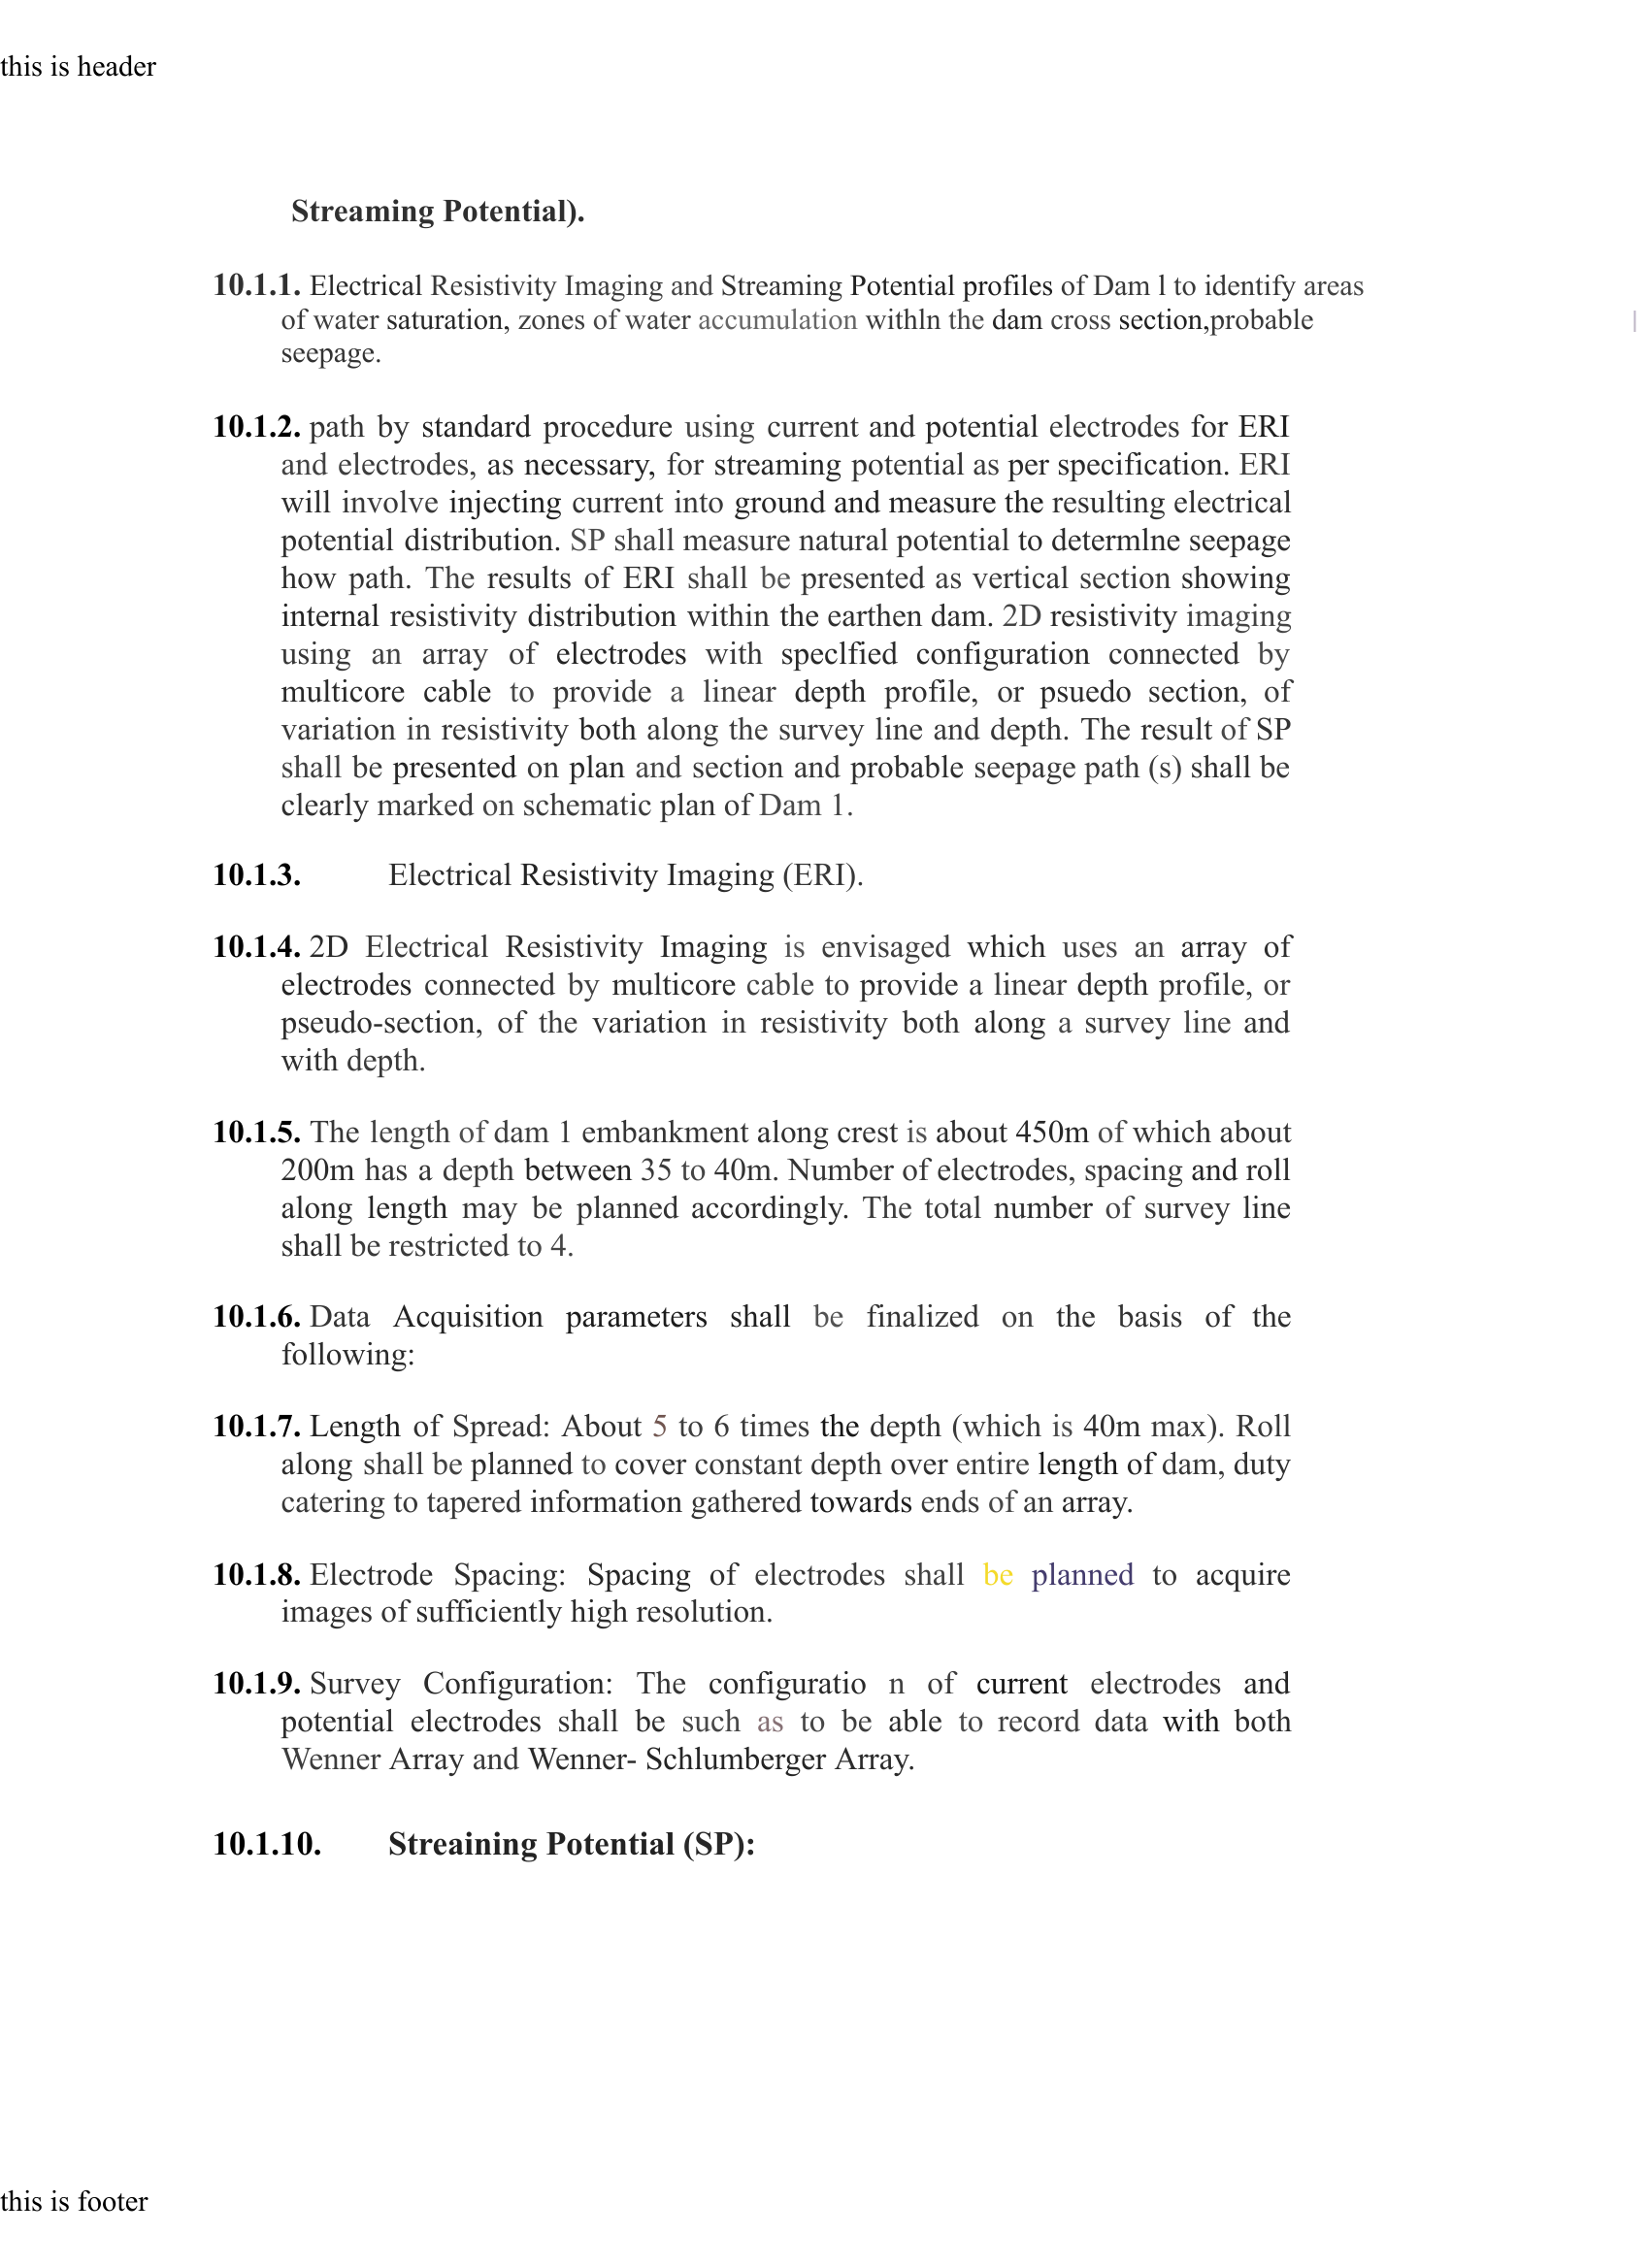 this is header
Streaming Potential).
10.1.1. Electrical Resistivity Imaging and Streaming Potential profiles of Dam l to identify areas
of water saturation, zones of water accumulation withln the dam cross section,probable
seepage.
10.1.2. path by standard procedure using current and potential electrodes for ERI
and electrodes, as necessary, for streaming potential as per specification. ERI
will involve injecting current into ground and measure the resulting electrical
potential distribution. SP shall measure natural potential to determlne seepage
how path. The results of ERI shall be presented as vertical section showing
internal resistivity distribution within the earthen dam. 2D resistivity imaging
using an array of electrodes with speclfied configuration connected by
multicore cable to provide a linear depth profile, or psuedo section, of
variation in resistivity both along the survey line and depth. The result of SP
shall be presented on plan and section and probable seepage path (s) shall be
clearly marked on schematic plan of Dam 1.
10.1.3. Electrical Resistivity Imaging (ERI).
10.1.4. 2D Electrical Resistivity Imaging is envisaged which uses an array of
electrodes connected by multicore cable to provide a linear depth profile, or
pseudo-section, of the variation in resistivity both along a survey line and
with depth.
10.1.5. The length of dam 1 embankment along crest is about 450m of which about
200m has a depth between 35 to 40m. Number of electrodes, spacing and roll
along length may be planned accordingly. The total number of survey line
shall be restricted to 4.
10.1.6. Data Acquisition parameters shall be finalized on the basis of the
following:
10.1.7. Length of Spread: About 5 to 6 times the depth (which is 40m max). Roll
along shall be planned to cover constant depth over entire length of dam, duty
catering to tapered information gathered towards ends of an array.
10.1.8. Electrode Spacing: Spacing of electrodes shall be planned to acquire
images of sufficiently high resolution.
10.1.9. Survey Configuration: The configuratio n of current electrodes and
potential electrodes shall be such as to be able to record data with both
Wenner Array and Wenner- Schlumberger Array.
10.1.10. Streaining Potential (SP):
this is footer